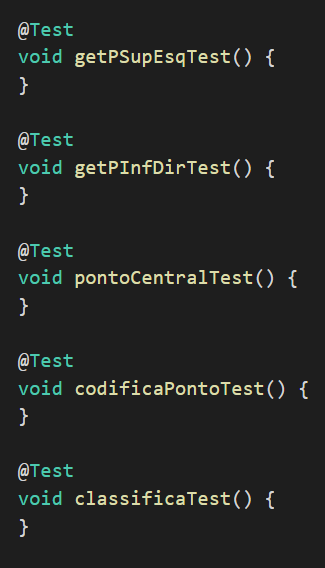 @Test
void getPSupEsqTest() {
}
@Test
void getPInfDirTest() {
}
@Test
void pontoCentralTest() {
}
@Test
void codificaPontoTest() {
}
@Test
void classificaTest() {
}